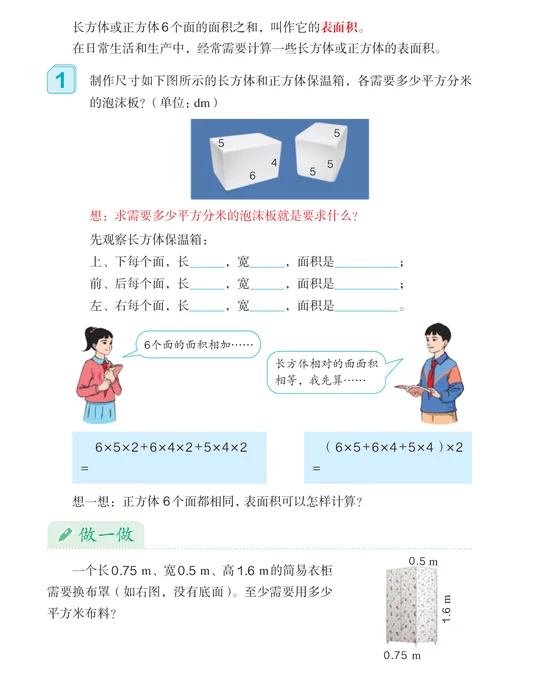 长方体或正方体6个面的面积之和，叫作它的表面积。
在日常生活和生产中，经常需要计算一些长方体或正方体的表面积。
1 制作尺寸如下图所示的长方体和正方体保温箱，各需要多少平方分米
的泡沫板？（单位：dm）
5
4
6
5
5
5
想：求需要多少平方分米的泡沫板就是要求什么？
先观察长方体保温箱：
上、下每个面，长______，宽______，面积是___________；
前、后每个面，长______，宽______，面积是___________；
左、右每个面，长______，宽______，面积是___________。
6个面的面积相加……
长方体相对的面面积
相等，我先算……
6×5×2+6×4×2+5×4×2
=
（6×5+6×4+5×4）×2
=
想一想：正方体6个面都相同，表面积可以怎样计算？
做一做
一个长0.75 m、宽0.5 m、高1.6 m的简易衣柜
需要换布罩（如右图，没有底面）。至少需要用多少
平方米布料？
0.5 m
1.6 m
0.75 m